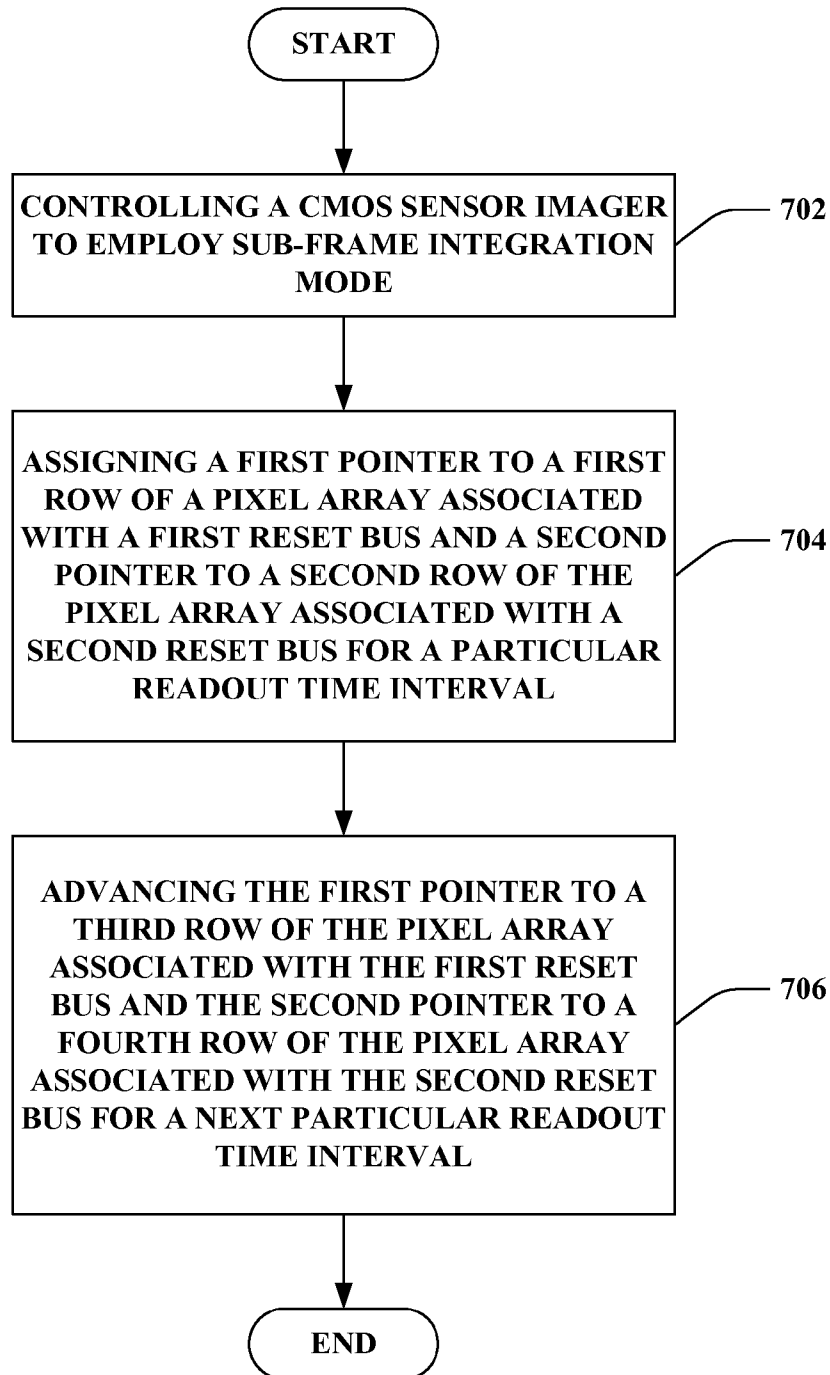 START
CONTROLLING A CMOS SENSOR IMAGER
TO EMPLOY SUB-FRAME INTEGRATION
MODE
702
ASSIGNING A FIRST POINTER TO A FIRST
ROW OF A PIXEL ARRAY ASSOCIATED
WITH A FIRST RESET BUS AND A SECOND
POINTER TO A SECOND ROW OF THE
PIXEL ARRAY ASSOCIATED WITH A
SECOND RESET BUS FOR A PARTICULAR
READOUT TIME INTERVAL
704
ADVANCING THE FIRST POINTER TO A
THIRD ROW OF THE PIXEL ARRAY
ASSOCIATED WITH THE FIRST RESET
BUS AND THE SECOND POINTER TO A
FOURTH ROW OF THE PIXEL ARRAY
ASSOCIATED WITH THE SECOND RESET
BUS FOR A NEXT PARTICULAR READOUT
TIME INTERVAL
706
END